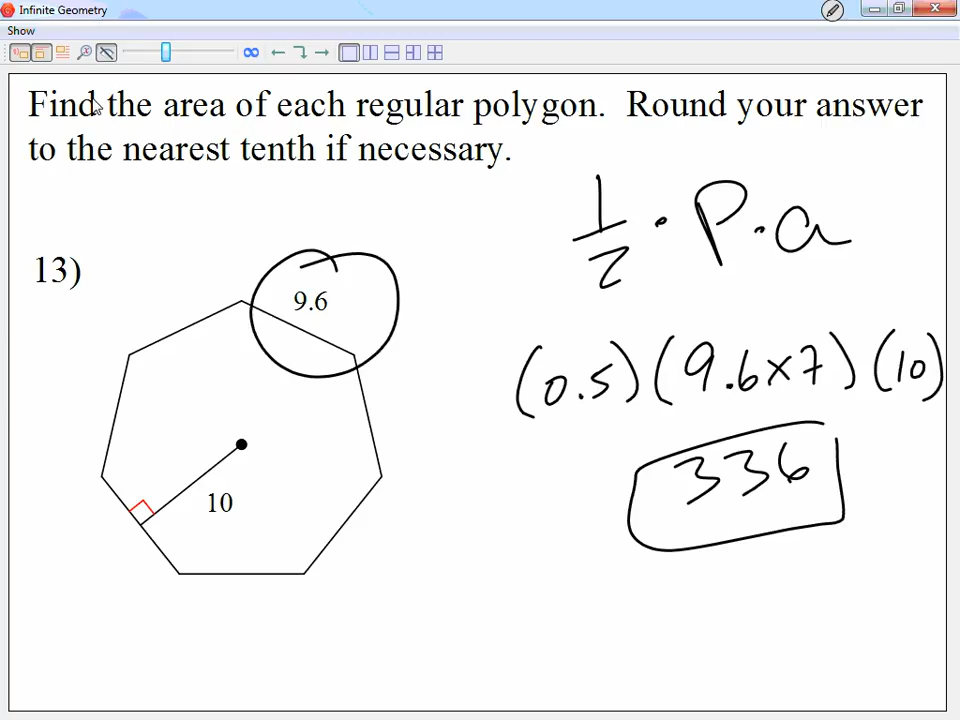 Infinite Geometry
Show
Find the area of each regular polygon. Round your answer
to the nearest tenth if necessary.
1/2 · P · a
13)
9.6
(0.5)(9.6×7)(10)
336
10